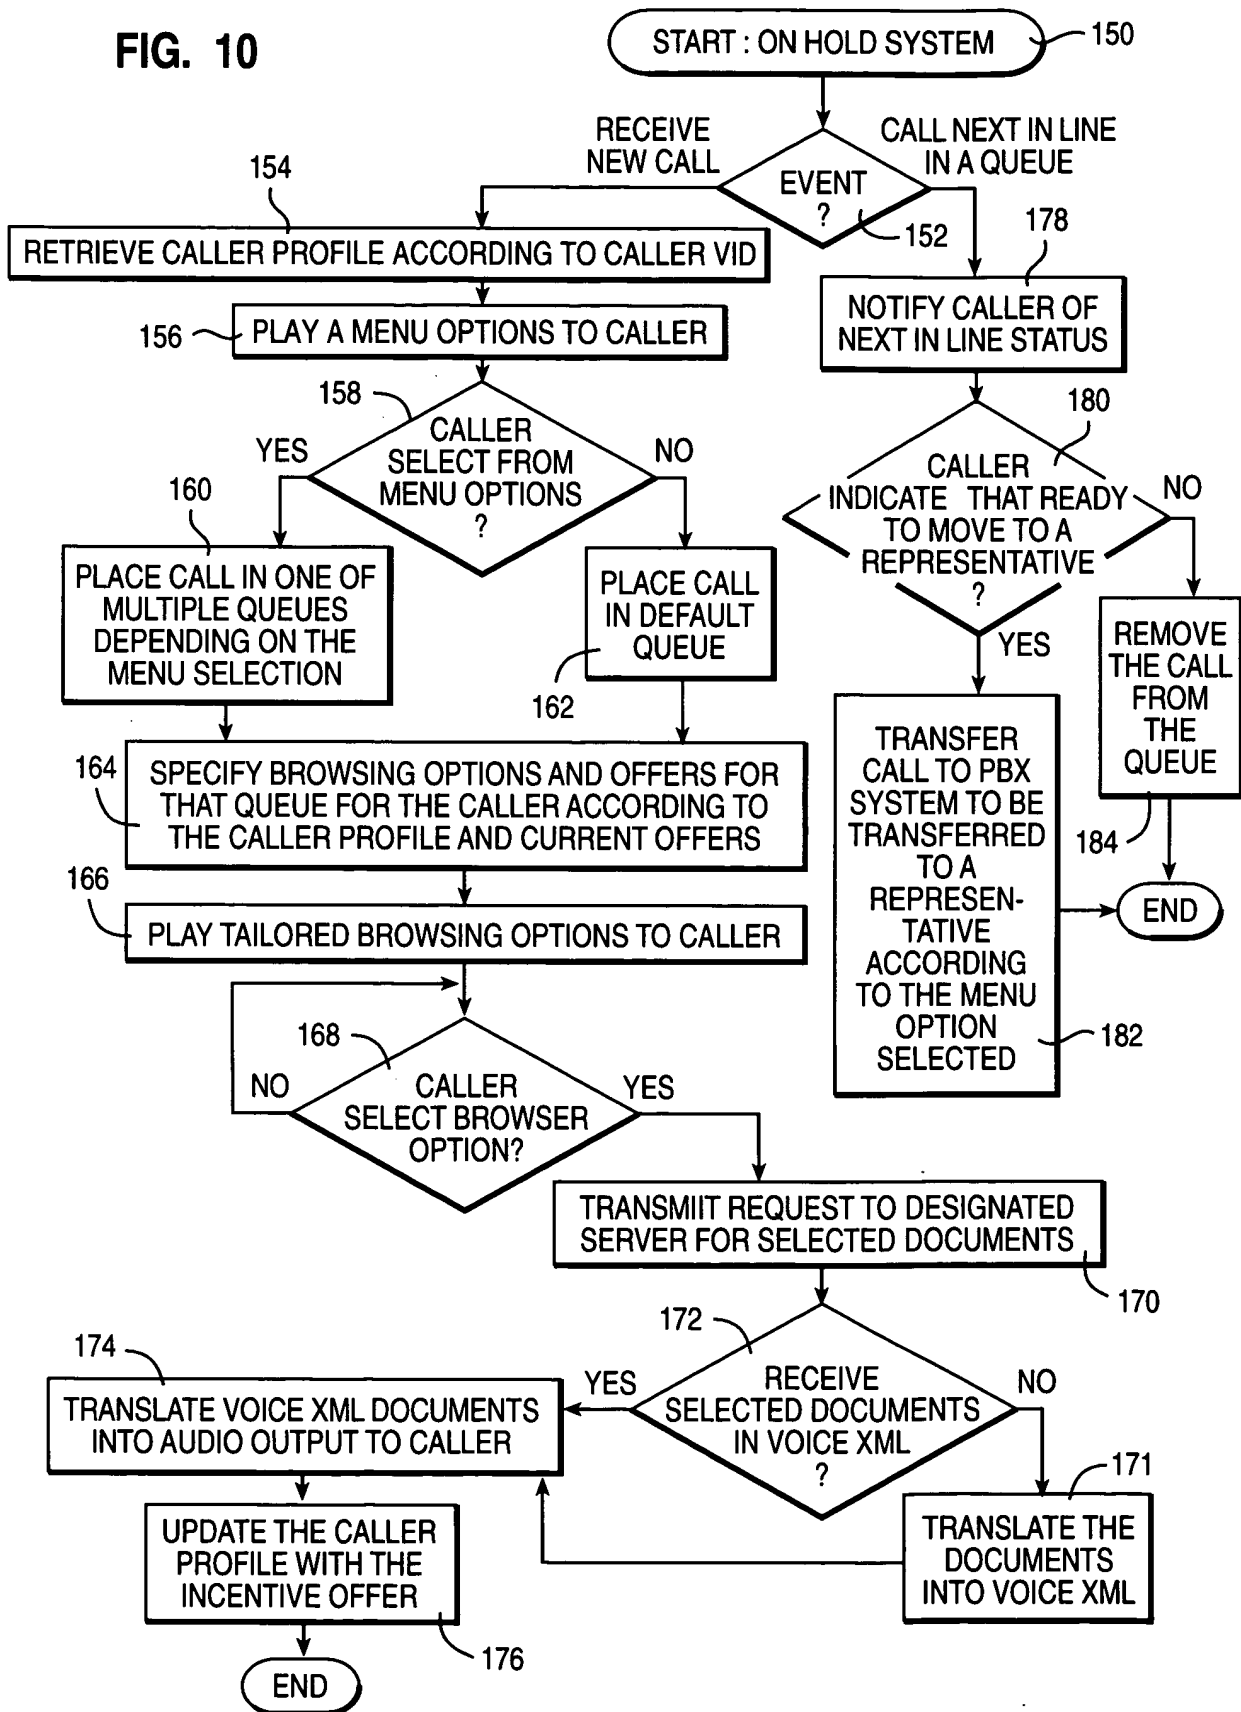 FIG. 10
START : ON HOLD SYSTEM
150
RECEIVE
NEW CALL
CALL NEXT IN LINE
IN A QUEUE
EVENT
?
152
154
RETRIEVE CALLER PROFILE ACCORDING TO CALLER VID
156
PLAY A MENU OPTIONS TO CALLER
158
CALLER
SELECT FROM
MENU OPTIONS
?
YES
NO
160
PLACE CALL IN ONE OF
MULTIPLE QUEUES
DEPENDING ON THE
MENU SELECTION
PLACE CALL
IN DEFAULT
QUEUE
162
164
SPECIFY BROWSING OPTIONS AND OFFERS FOR
THAT QUEUE FOR THE CALLER ACCORDING TO
THE CALLER PROFILE AND CURRENT OFFERS
166
PLAY TAILORED BROWSING OPTIONS TO CALLER
168
NO
CALLER
SELECT BROWSER
OPTION?
YES
TRANSMIIT REQUEST TO DESIGNATED
SERVER FOR SELECTED DOCUMENTS
170
172
RECEIVE
SELECTED DOCUMENTS
IN VOICE XML
?
YES
NO
174
TRANSLATE VOICE XML DOCUMENTS
INTO AUDIO OUTPUT TO CALLER
171
TRANSLATE THE
DOCUMENTS
INTO VOICE XML
UPDATE THE CALLER
PROFILE WITH THE
INCENTIVE OFFER
176
END
178
NOTIFY CALLER OF
NEXT IN LINE STATUS
180
CALLER
INDICATE THAT READY
TO MOVE TO A
REPRESENTATIVE
?
NO
YES
REMOVE
THE CALL
FROM
THE
QUEUE
184
TRANSFER
CALL TO PBX
SYSTEM TO BE
TRANSFERRED
TO A
REPRESEN-
TATIVE
ACCORDING
TO THE MENU
OPTION
SELECTED
182
END